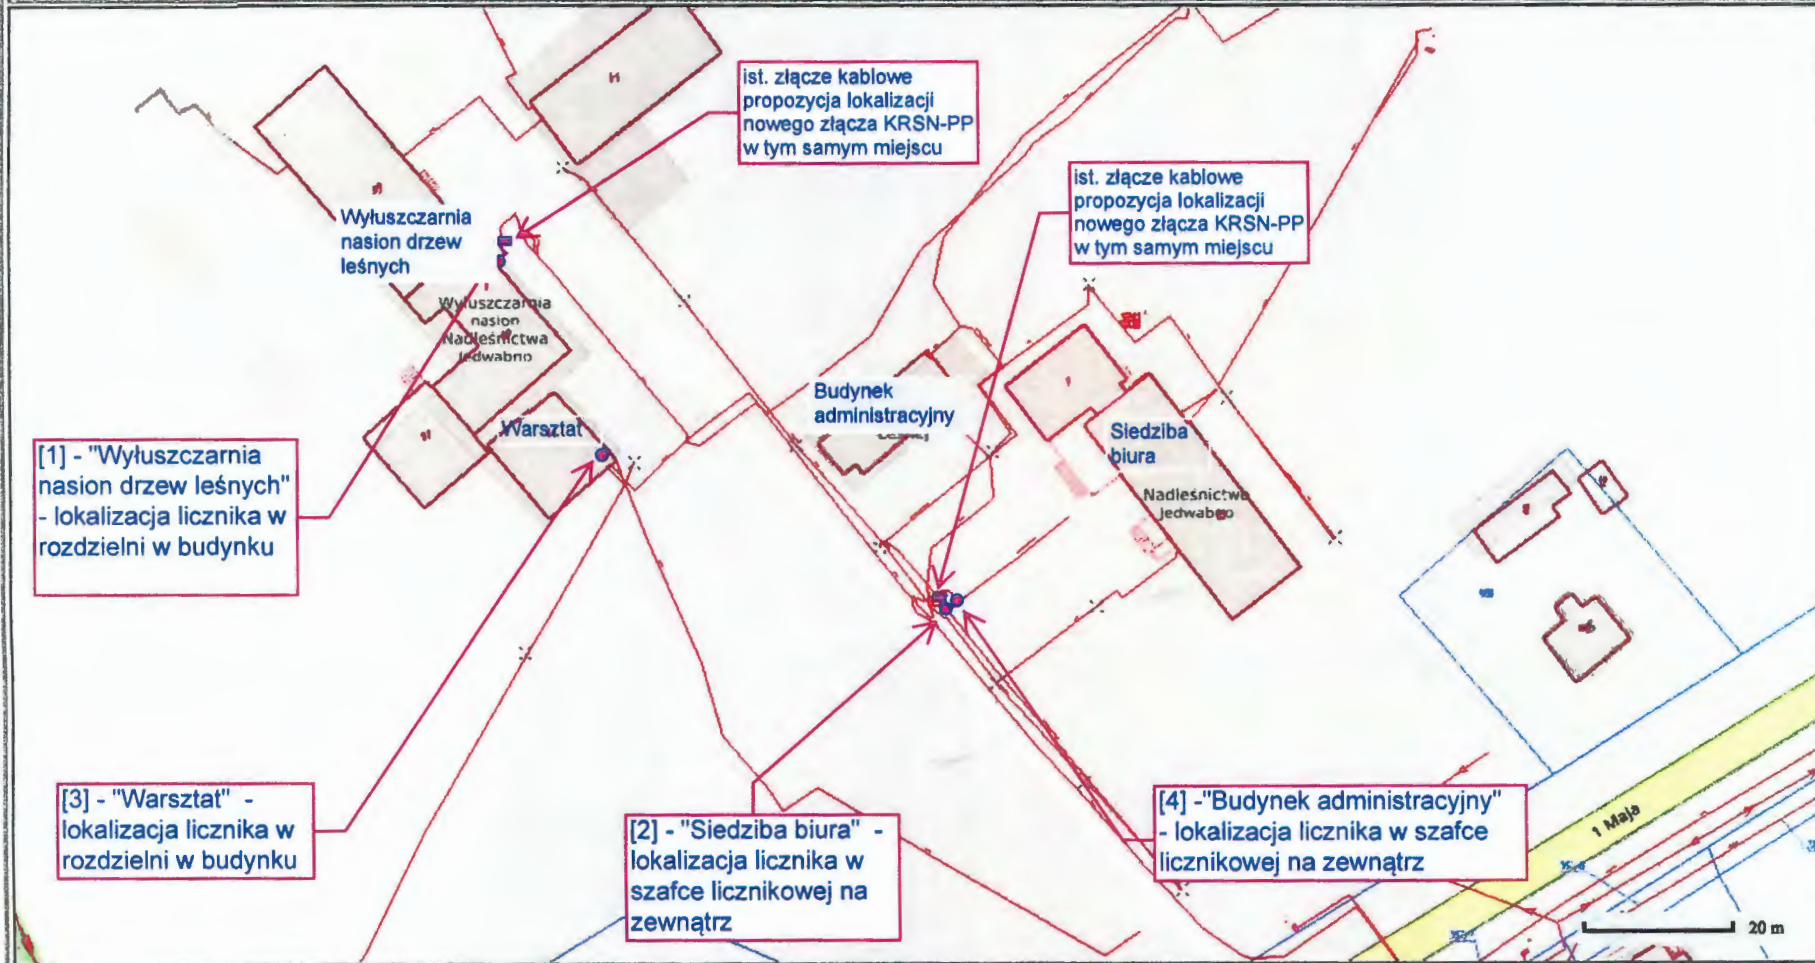 ist. złącze kablowe
propozycja lokalizacji
nowego złącza KRSN-PP
w tym samym miejscu
ist. złącze kablowe
propozycja lokalizacji
nowego złącza KRSN-PP
w tym samym miejscu
Wyłuszczarnia
nasion drzew
leśnych
Wyłuszczarnia
nasion
Nadleśnictwa
Jedwabno
Budynek
administracyjny
Warsztat
Siedziba
biura
Nadleśnictwo
Jedwabno
[1] - "Wyłuszczarnia
nasion drzew leśnych"
- lokalizacja licznika w
rozdzielni w budynku
[3] - "Warsztat" -
lokalizacja licznika w
rozdzielni w budynku
[2] - "Siedziba biura" -
lokalizacja licznika w
szafce licznikowej na
zewnątrz
[4] -"Budynek administracyjny"
- lokalizacja licznika w szafce
licznikowej na zewnątrz
1 Maja
20 m